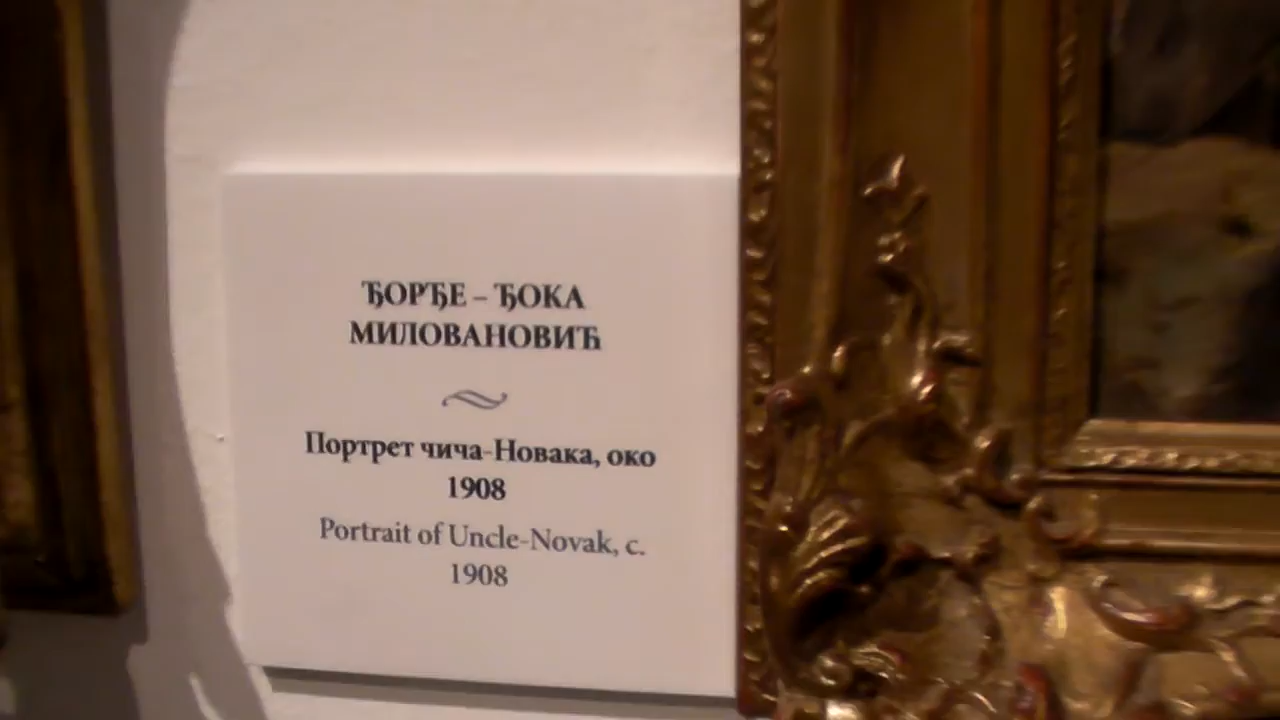 ЂОРЂЕ – ЂОКА
МИЛОВАНОВИЋ
Портрет чича-Новака, око
1908
Portrait of Uncle-Novak, c.
1908